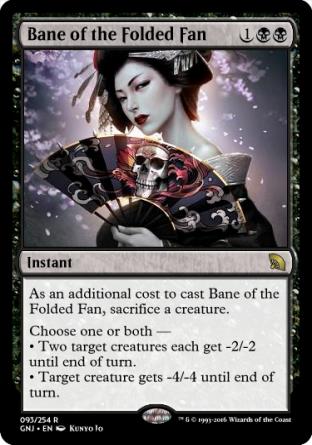 Bane of the Folded Fan 1
Instant
As an additional cost to cast Bane of the
Folded Fan, sacrifice a creature.
Choose one or both —
• Two target creatures each get -2/-2
until end of turn.
• Target creature gets -4/-4 until end of
turn.
093/254 R
GNJ • EN Kunyo Io
™ & © 1993-2016 Wizards of the Coast